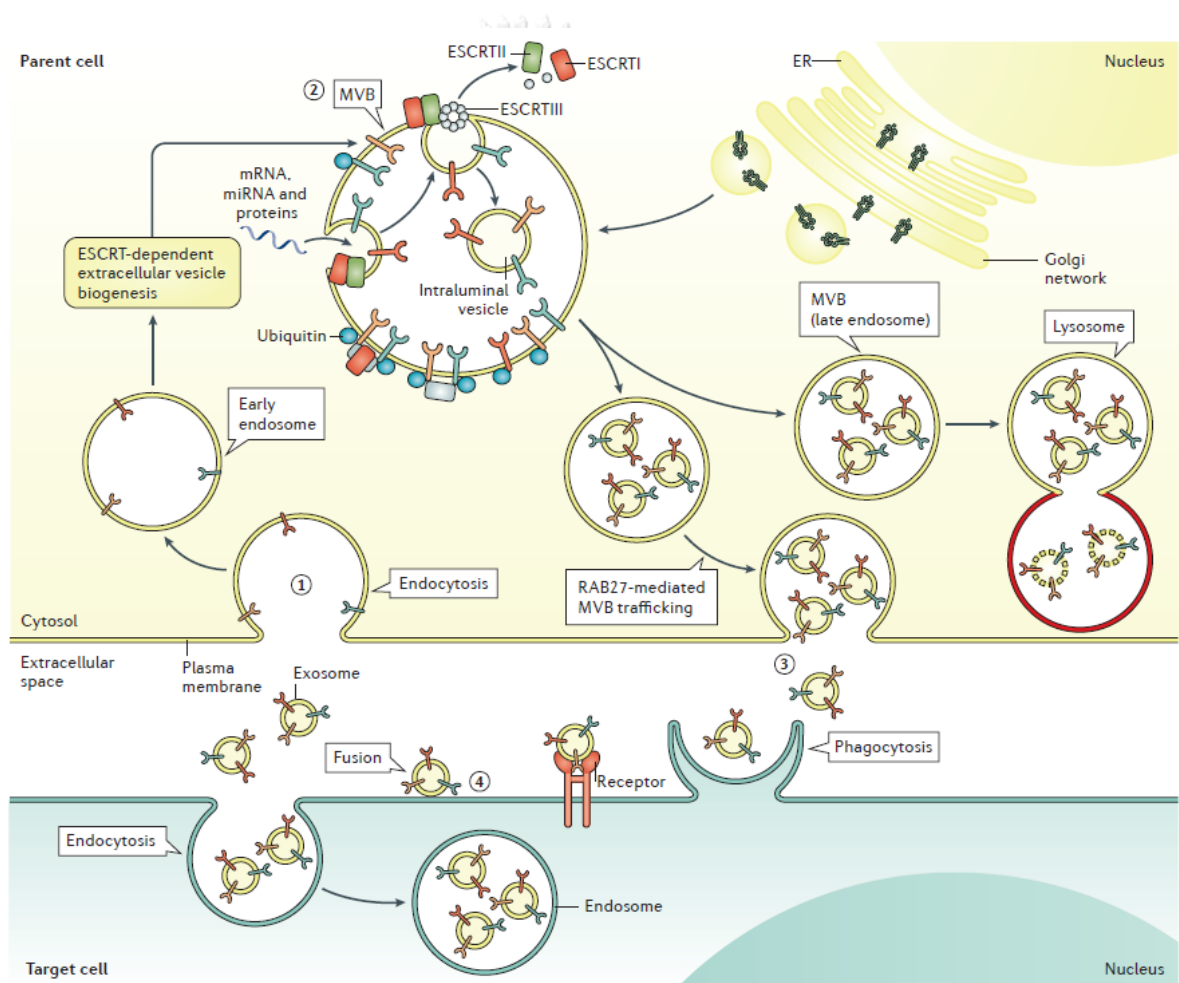 Parent cell
ESCRTII
ESCRTI
ER
Nucleus
②
MVB
ESCRTIII
mRNA,
miRNA and
proteins
ESCRT-dependent
extracellular vesicle
biogenesis
Intraluminal
vesicle
Golgi
network
Ubiquitin
MVB
(late endosome)
Lysosome
Early
endosome
①
Endocytosis
RAB27-mediated
MVB trafficking
Cytosol
Extracellular
space
Plasma
membrane
Exosome
③
Fusion
④
Receptor
Phagocytosis
Endocytosis
Endosome
Target cell
Nucleus